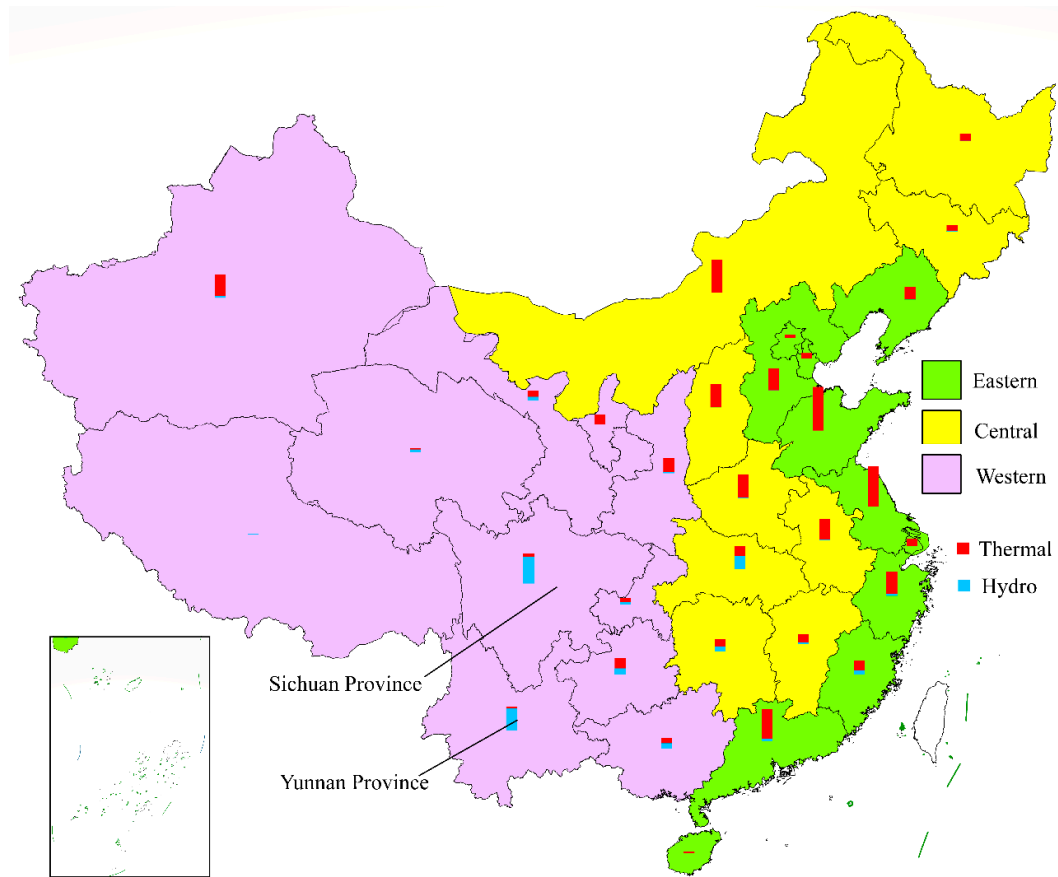 Eastern
Central
Western
Thermal
Hydro
Sichuan Province
Yunnan Province